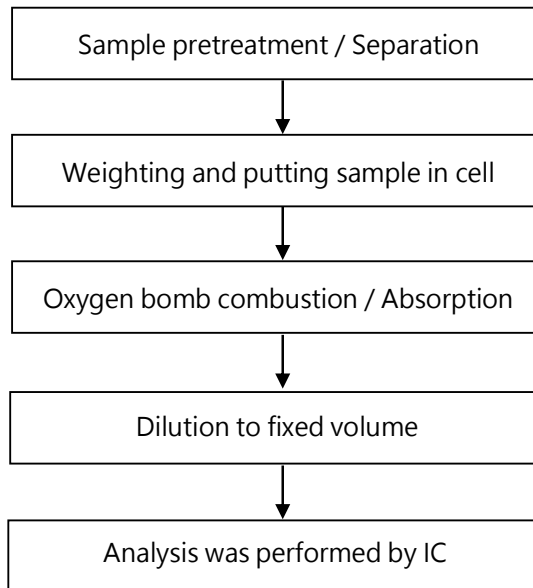 Sample pretreatment / Separation
Weighting and putting sample in cell
Oxygen bomb combustion / Absorption
Dilution to fixed volume
Analysis was performed by IC